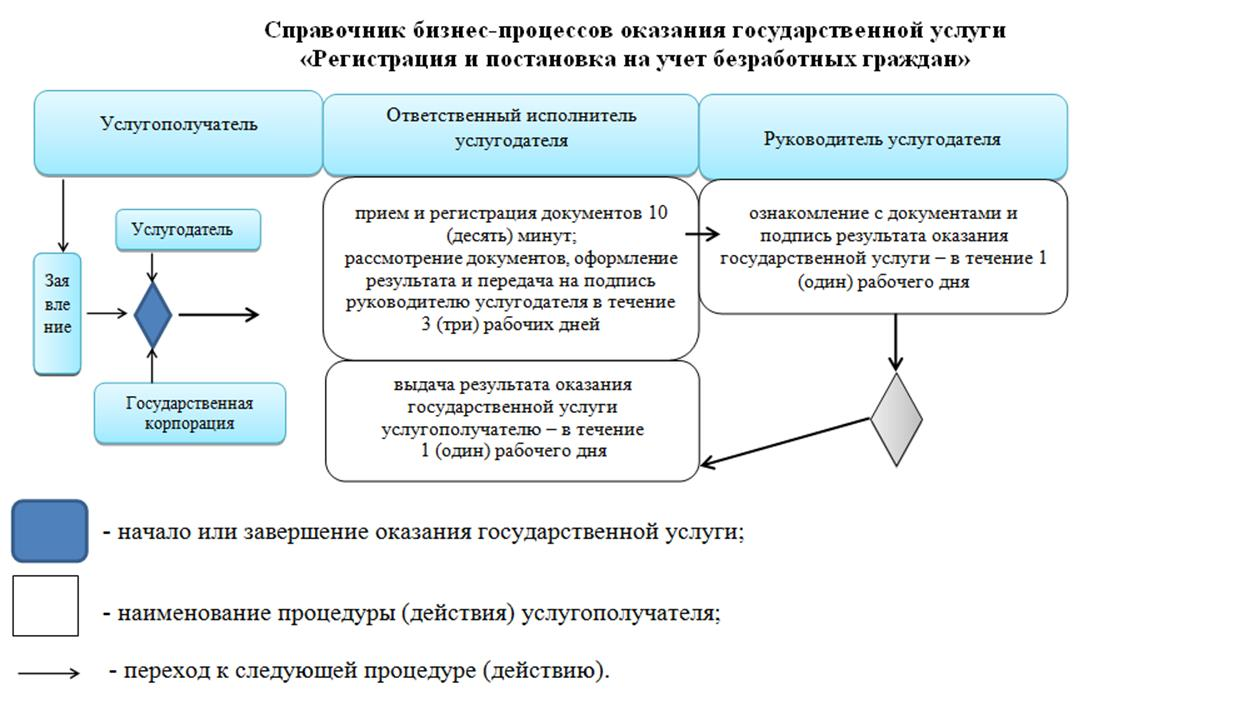 Справочник бизнес-процессов оказания государственной услуги
«Регистрация и постановка на учет безработных граждан»
Услугополучатель
Ответственный исполнитель
услугодателя
Руководитель услугодателя
Услугодатель
Зая
вле
ние
Государственная
корпорация
прием и регистрация документов 10
(десять) минут;
рассмотрение документов, оформление
результата и передача на подпись
руководителю услугодателя в течение
3 (три) рабочих дней
ознакомление с документами и
подпись результата оказания
государственной услуги – в течение 1
(один) рабочего дня
выдача результата оказания
государственной услуги
услугополучателю – в течение
1 (один) рабочего дня
- начало или завершение оказания государственной услуги;
- наименование процедуры (действия) услугополучателя;
- переход к следующей процедуре (действию).